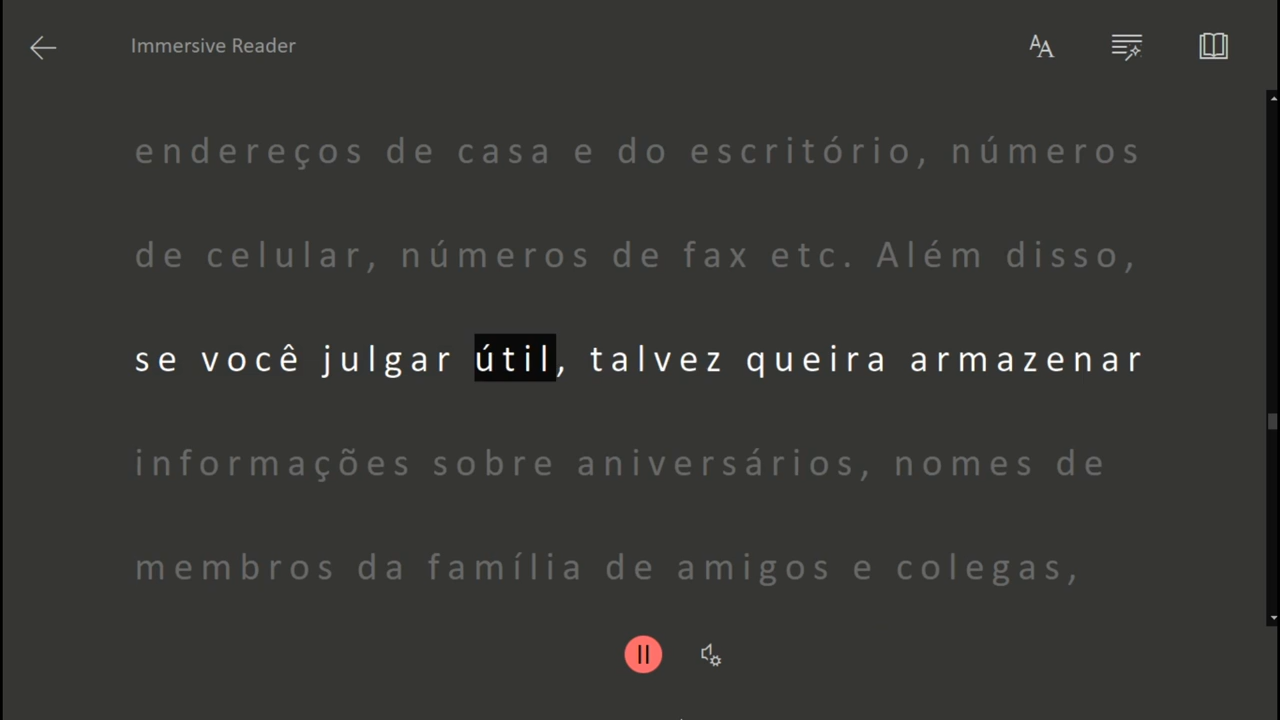 Immersive Reader
endereços de casa e do escritório, números
de celular, números de fax etc. Além disso,
se você julgar útil, talvez queira armazenar
informações sobre aniversários, nomes de
membros da família de amigos e colegas,